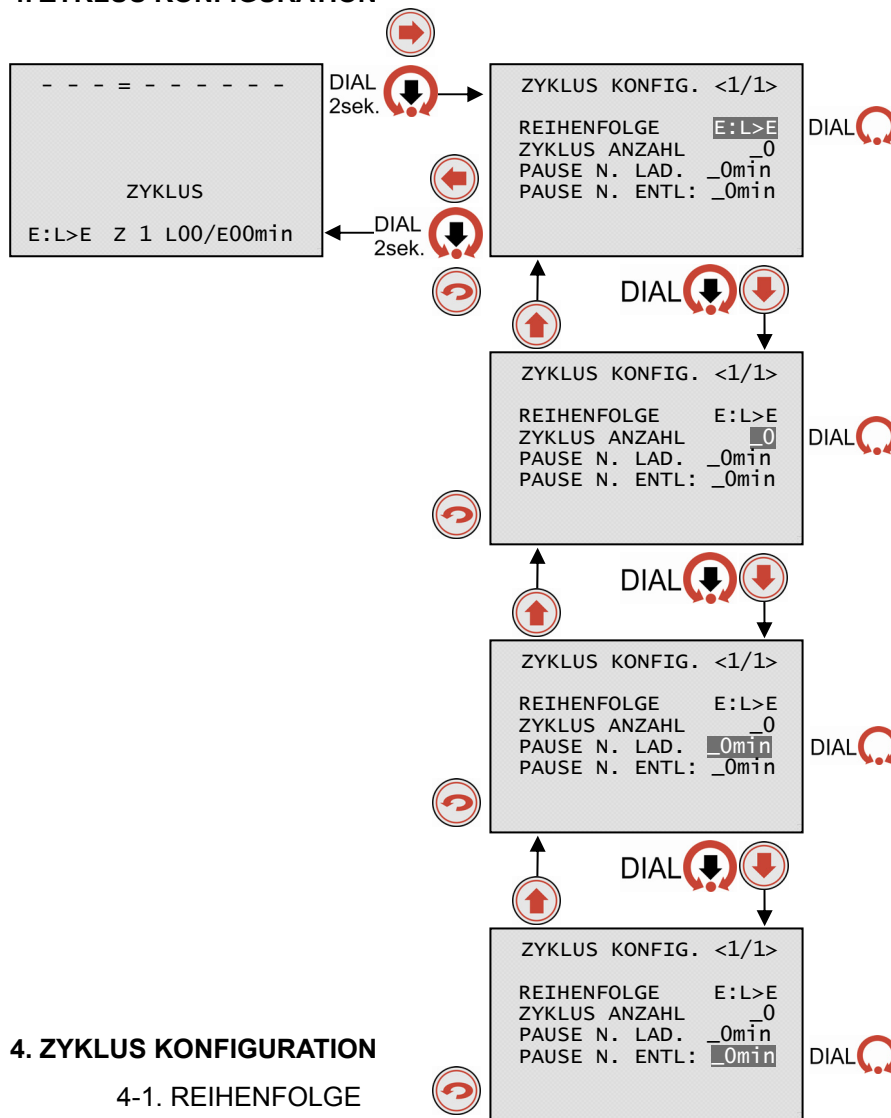 4. ZYKLUS KONFIGURATION
- - - = - - - - - -
ZYKLUS
E:L>E Z 1 L00/E00min
DIAL
2sek.
DIAL
2sek.
ZYKLUS KONFIG. <1/1>
REIHENFOLGE E:L>E
ZYKLUS ANZAHL _0
PAUSE N. LAD. _0min
PAUSE N. ENTL: _0min
DIAL
DIAL
ZYKLUS KONFIG. <1/1>
REIHENFOLGE E:L>E
ZYKLUS ANZAHL _0
PAUSE N. LAD. _0min
PAUSE N. ENTL: _0min
DIAL
DIAL
ZYKLUS KONFIG. <1/1>
REIHENFOLGE E:L>E
ZYKLUS ANZAHL _0
PAUSE N. LAD. _0min
PAUSE N. ENTL: _0min
DIAL
DIAL
ZYKLUS KONFIG. <1/1>
REIHENFOLGE E:L>E
ZYKLUS ANZAHL _0
PAUSE N. LAD. _0min
PAUSE N. ENTL: _0min
DIAL
4. ZYKLUS KONFIGURATION
4-1. REIHENFOLGE